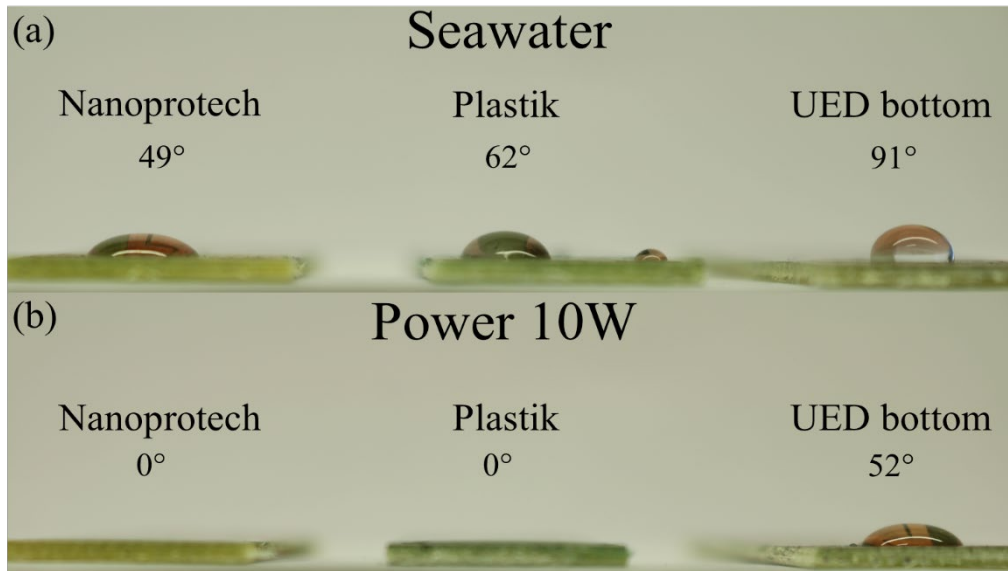 (a) Seawater
Nanoprotech Plastik UED bottom
49° 62° 91°
(b) Power 10W
Nanoprotech Plastik UED bottom
0° 0° 52°